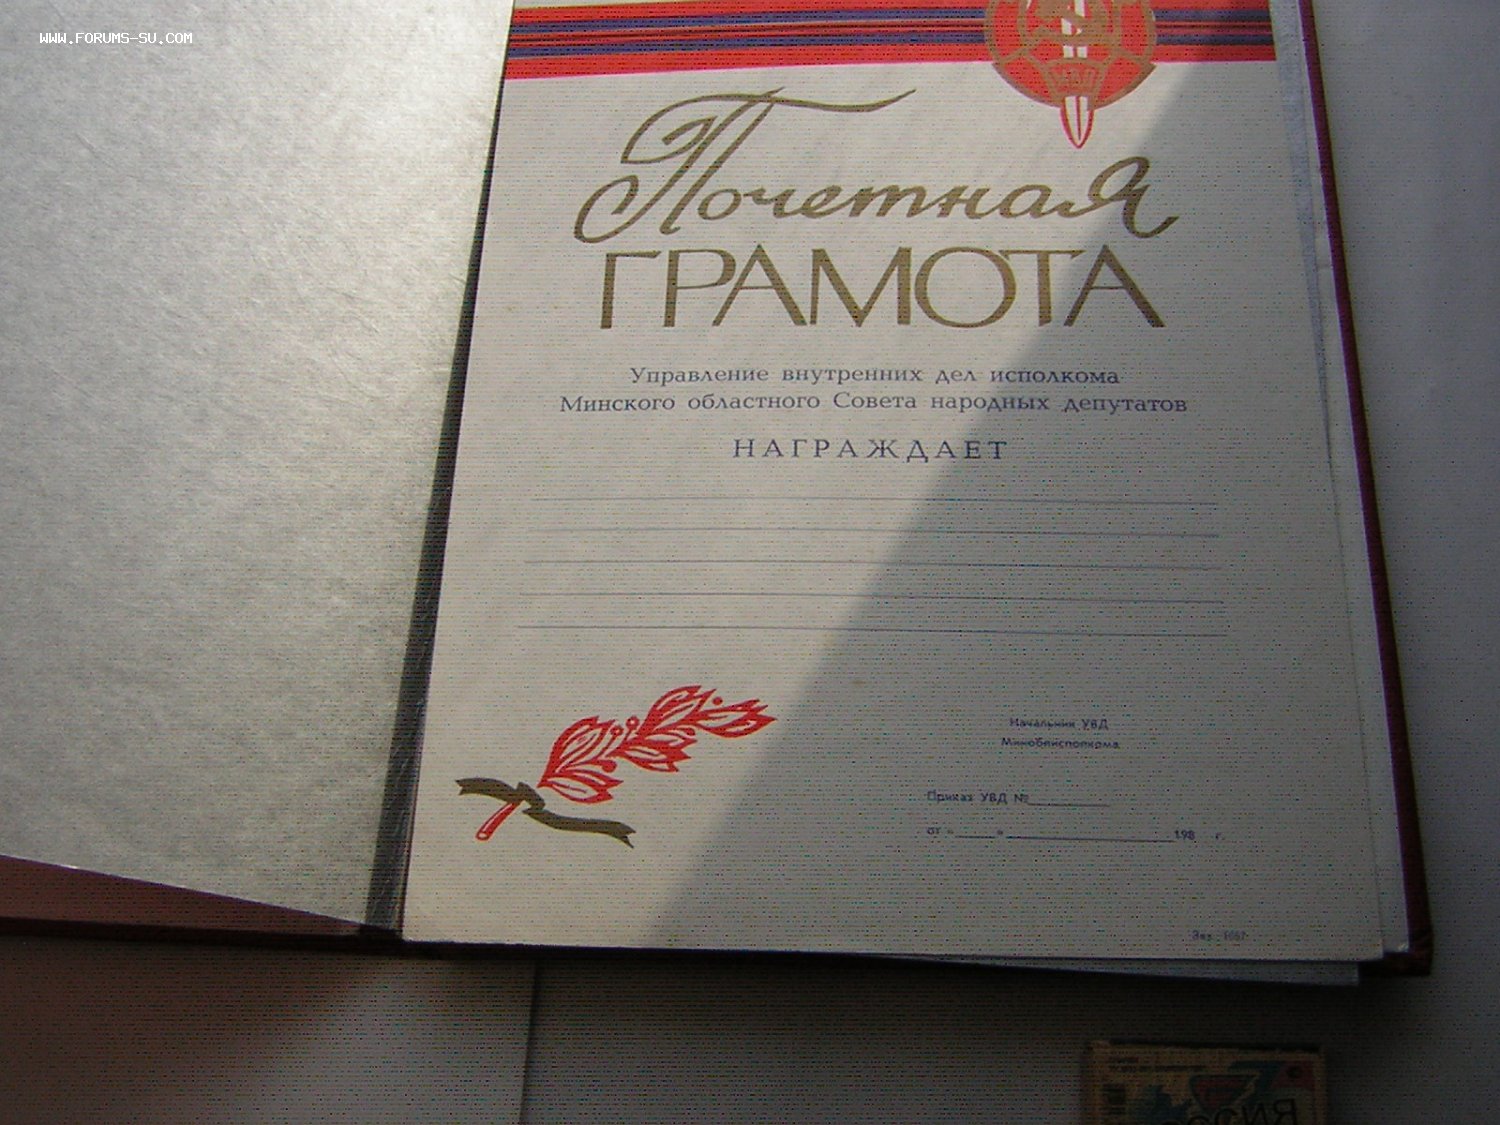 WWW.FORUMS-SU.COM
Почетная
ГРАМОТА
Управление внутренних дел исполкома
Минского областного Совета народных депутатов
НАГРАЖДАЕТ
Начальник УВД
Миноблисполкома
Приказ УВД №
от « » 198 г.